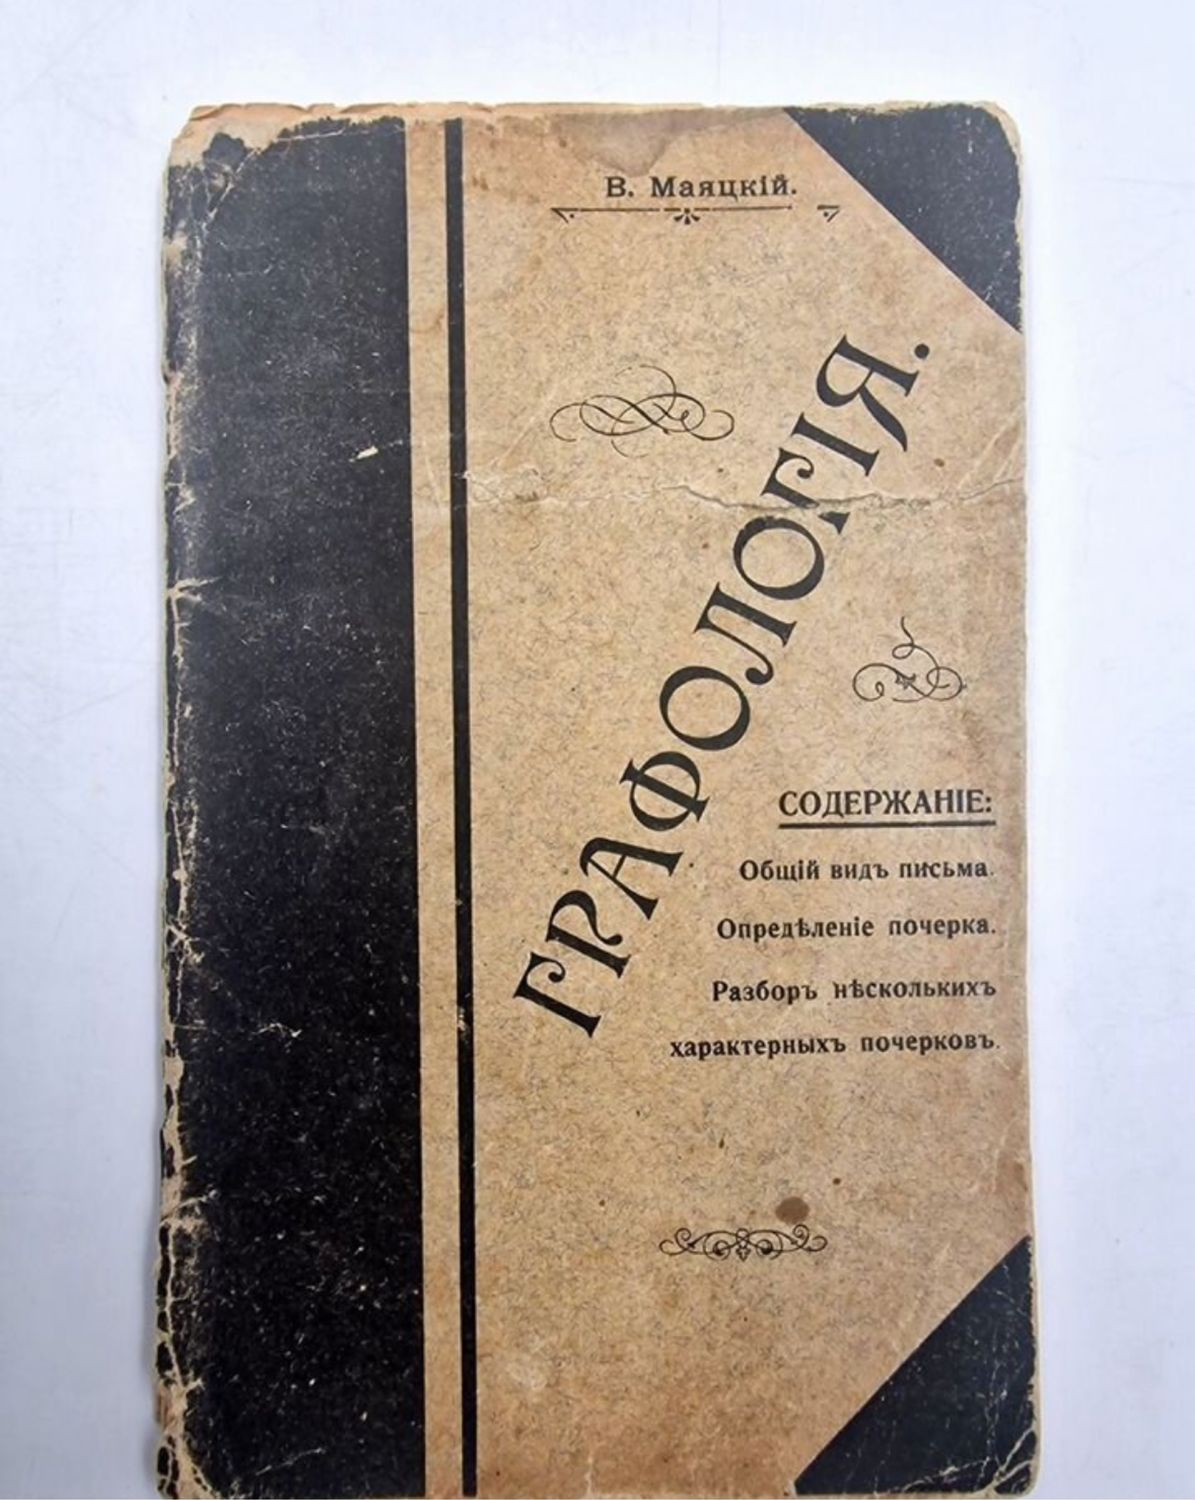 В. Маяцкій.
ГРАФОЛОГІЯ.
СОДЕРЖАНІЕ:
Общій видъ письма.
Опредѣленіе почерка.
Разборъ нѣсколькихъ
характерныхъ почерковъ.